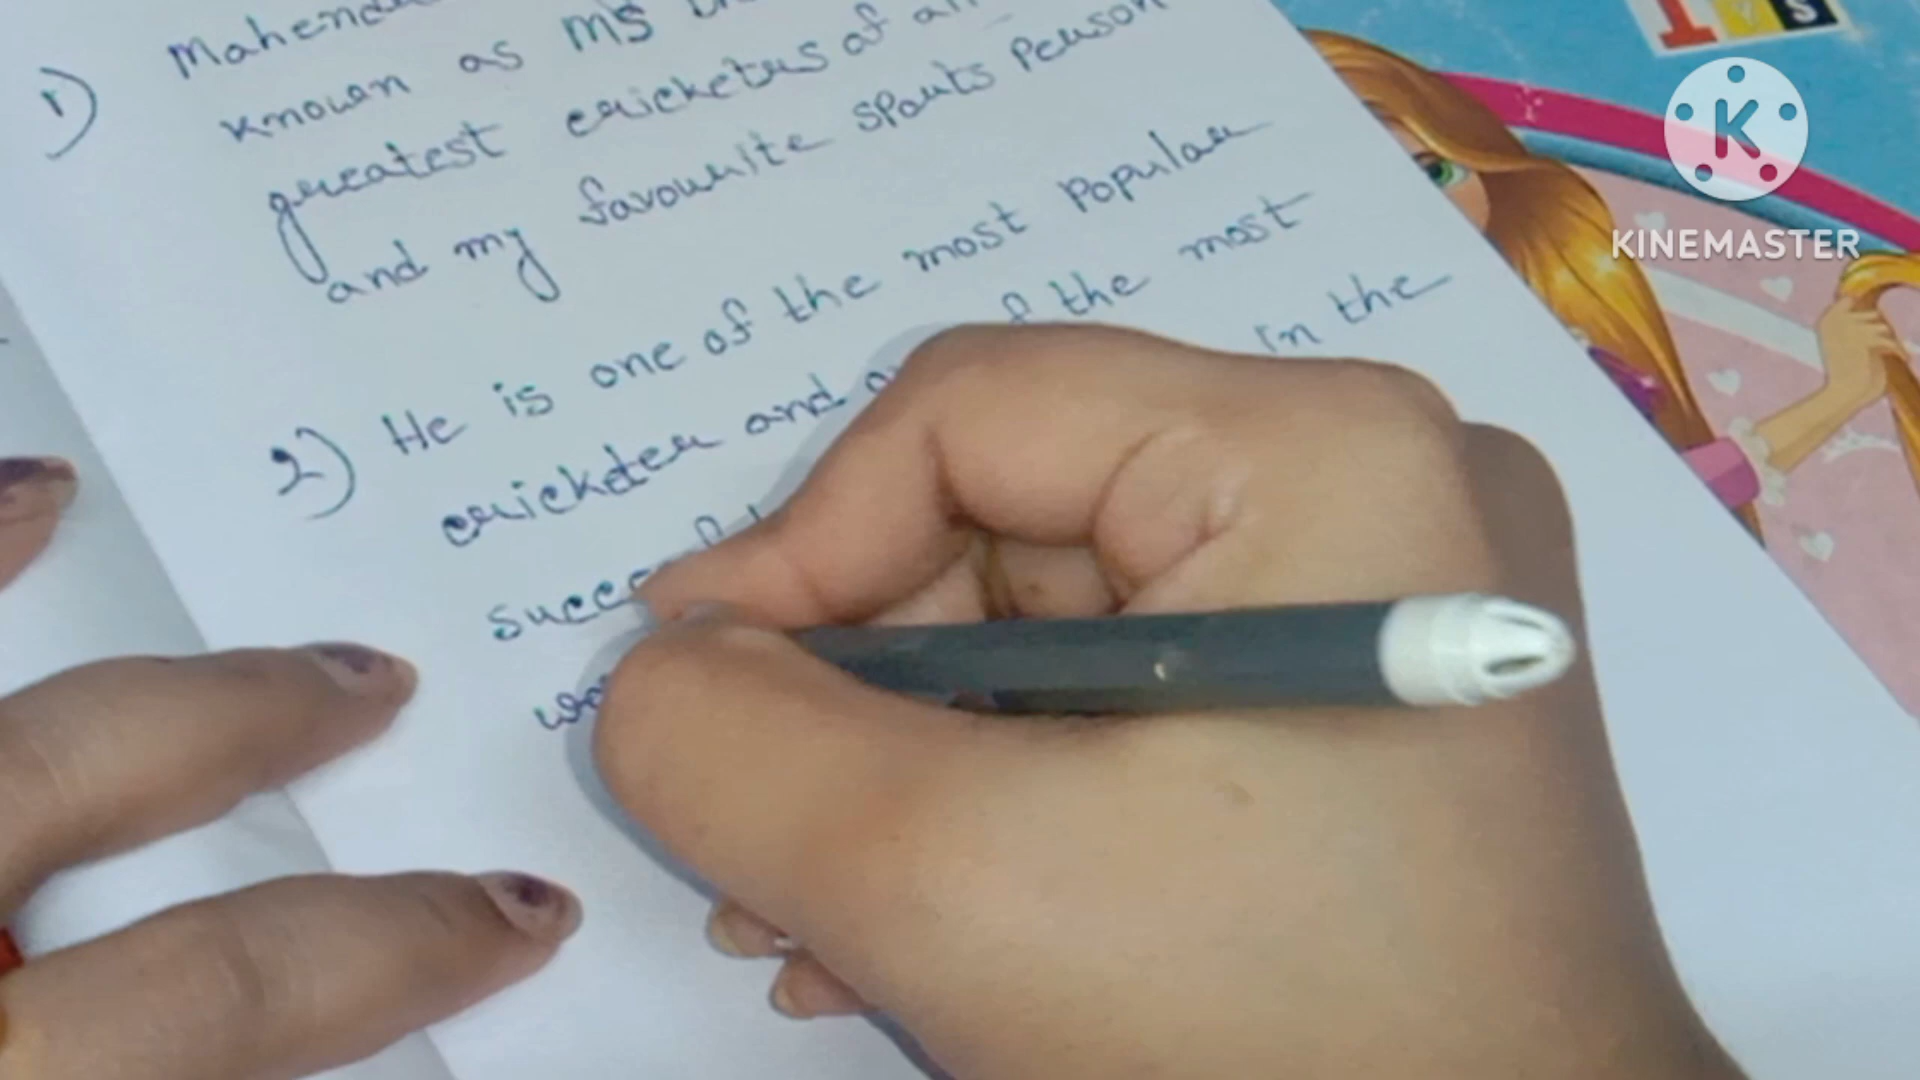 1)
known as MS
greatest cricketers of
and my favourite sports person
2) He is one of the most popular
cricketer and of the most
in the
K
KINEMASTER